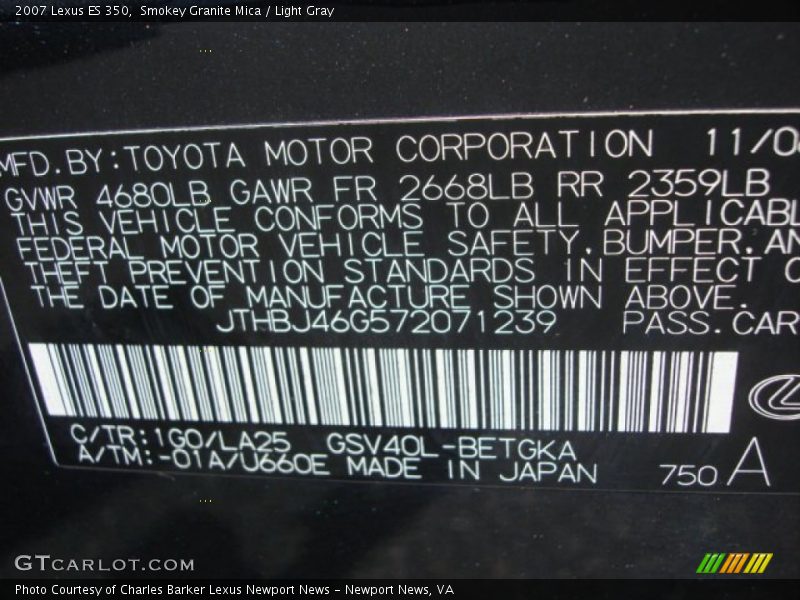 2007 Lexus ES 350, Smokey Granite Mica / Light Gray
MFD.BY:TOYOTA MOTOR CORPORATION 11/0
GVWR 4680LB GAWR FR 2668LB RR 2359LB
THIS VEHICLE CONFORMS TO ALL APPLICABL
FEDERAL MOTOR VEHICLE SAFETY.BUMPER.AN
THEFT PREVENTION STANDARDS IN EFFECT O
THE DATE OF MANUFACTURE SHOWN ABOVE.
JTHBJ46G572071239 PASS.CAR
C/TR:1G0/LA25 GSV40L-BETGKA
A/TM:-01A/U660E MADE IN JAPAN 750 A
GTCARLOT.COM
Photo Courtesy of Charles Barker Lexus Newport News - Newport News, VA